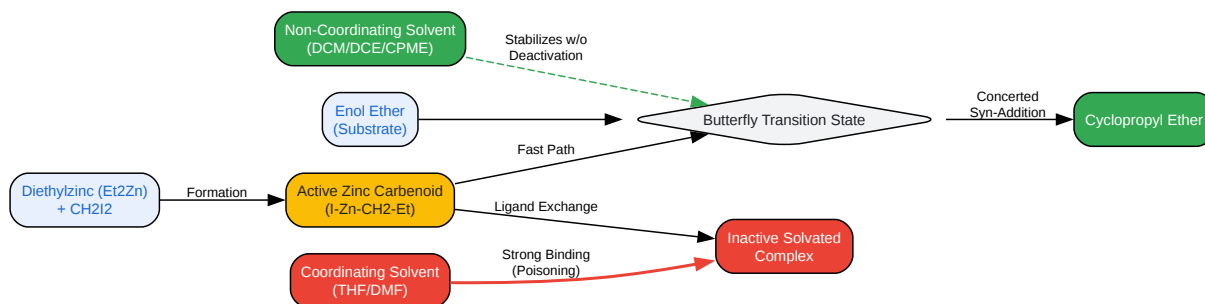 Non-Coordinating Solvent
(DCM/DCE/CPME)
Stabilizes w/o
Deactivation
Enol Ether
(Substrate)
Butterfly Transition State
Concerted
Syn-Addition
Cyclopropyl Ether
Fast Path
Diethylzinc (Et2Zn)
+ CH2I2
Formation
Active Zinc Carbenoid
(I-Zn-CH2-Et)
Ligand Exchange
Inactive Solvated
Complex
Strong Binding
(Poisoning)
Coordinating Solvent
(THF/DMF)